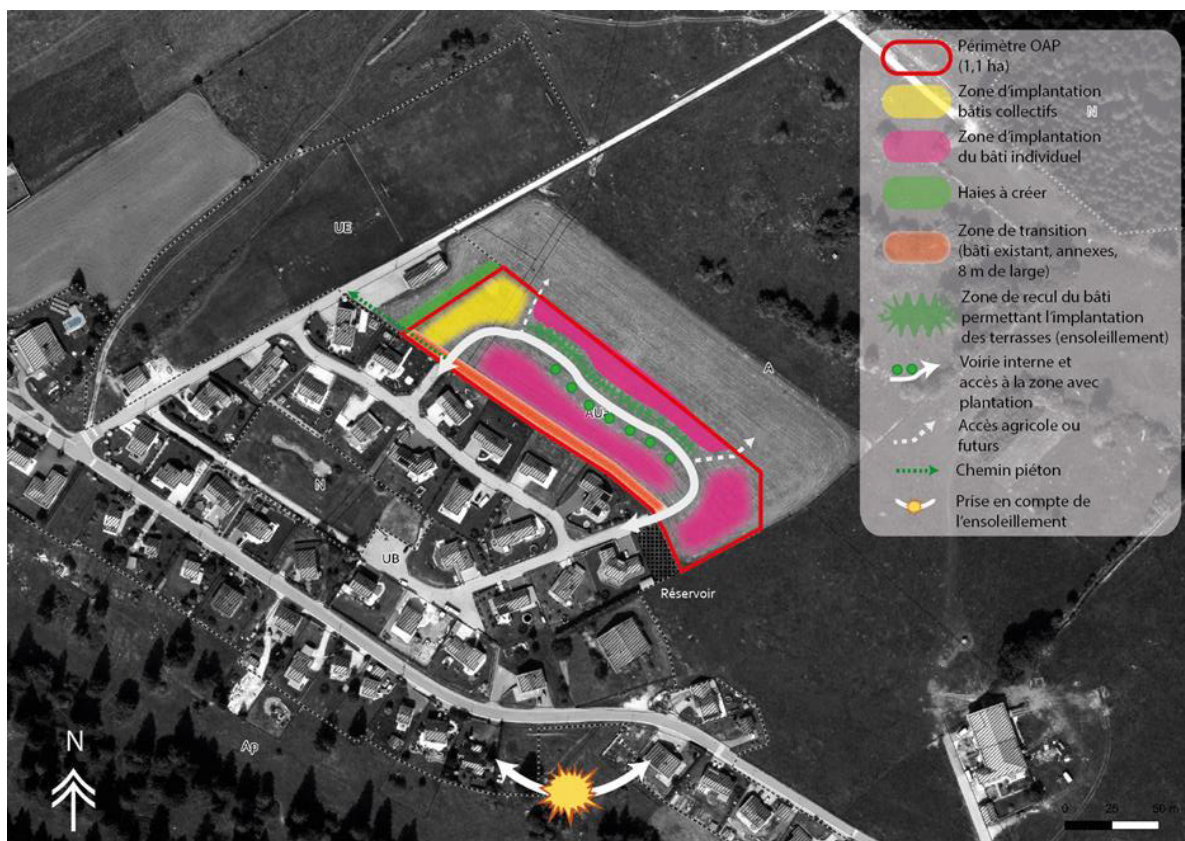 Périmètre OAP
(1,1 ha)
Zone d'implantation
bâtis collectifs
N
Zone d'implantation
du bâti individuel
Haies à créer
Zone de transition
(bâti existant, annexes,
8 m de large)
Zone de recul du bâti
permettant l'implantation
des terrasses (ensoleillement)
Voirie interne et
accès à la zone avec
plantation
Accès agricole ou
futurs
Chemin piéton
Prise en compte de
l'ensoleillement
UE
A
N
UB
Réservoir
Ap
N
0 25 50 m